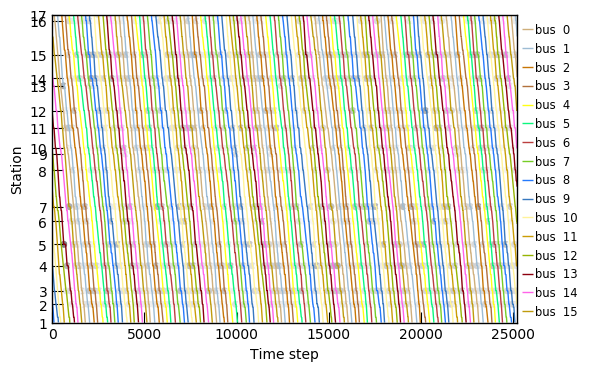 17
16
15
14
13
12
11
10
9
8
7
6
5
4
3
2
1
Station
0 5000 10000 15000 20000 25000
Time step
bus 0
bus 1
bus 2
bus 3
bus 4
bus 5
bus 6
bus 7
bus 8
bus 9
bus 10
bus 11
bus 12
bus 13
bus 14
bus 15